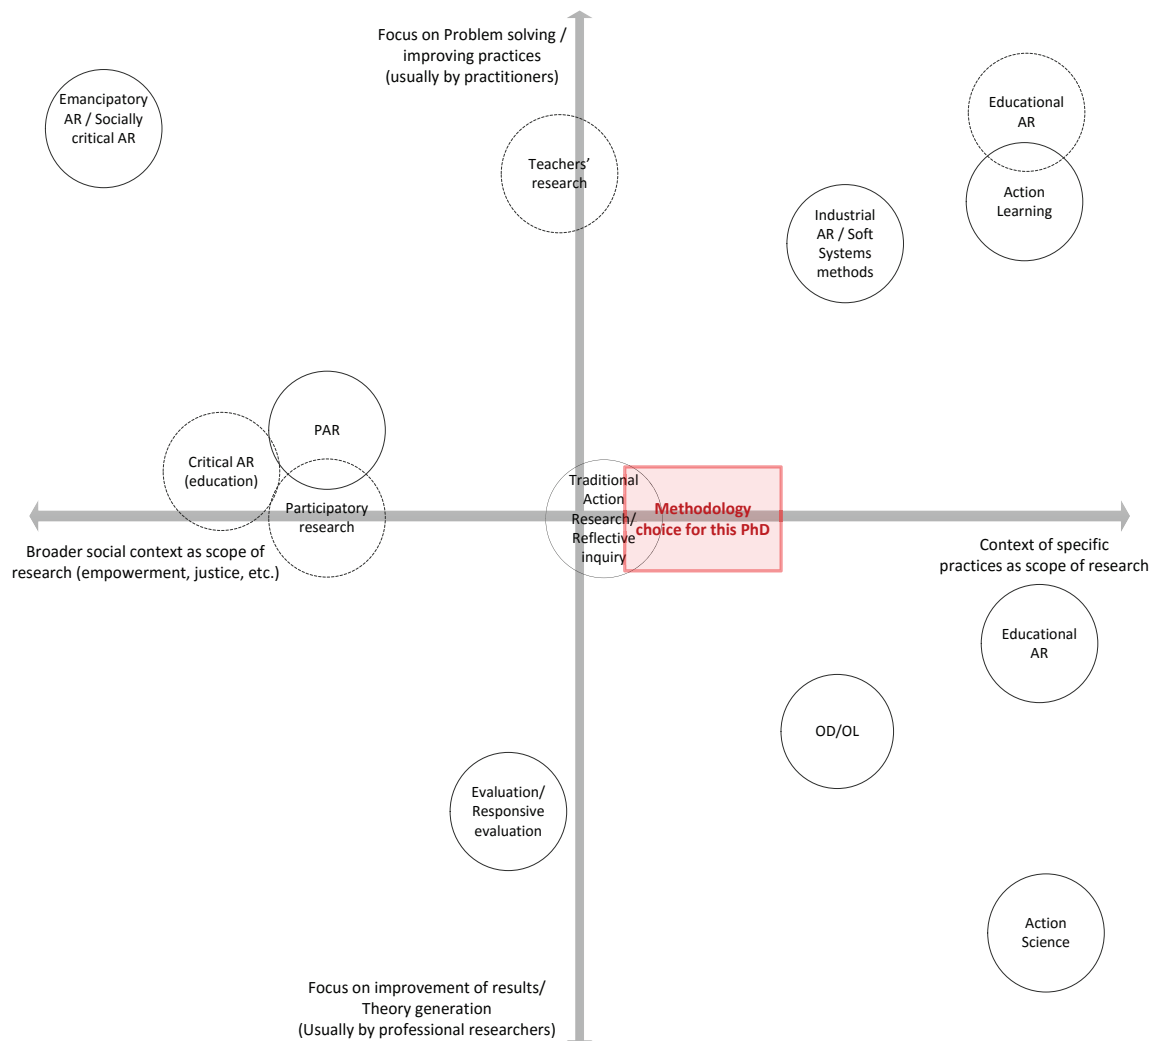 Focus on Problem solving /
improving practices
(usually by practitioners)
Emancipatory
AR / Socially
critical AR
Educational
AR
Teachers'
research
Action
Learning
Industrial
AR / Soft
Systems
methods
PAR
Critical AR
(education)
Participatory
research
Traditional
Action
Research/
Reflective
inquiry
Methodology
choice for this PhD
Broader social context as scope of
research (empowerment, justice, etc.)
Context of specific
practices as scope of research
Educational
AR
OD/OL
Evaluation/
Responsive
evaluation
Action
Science
Focus on improvement of results/
Theory generation
(Usually by professional researchers)